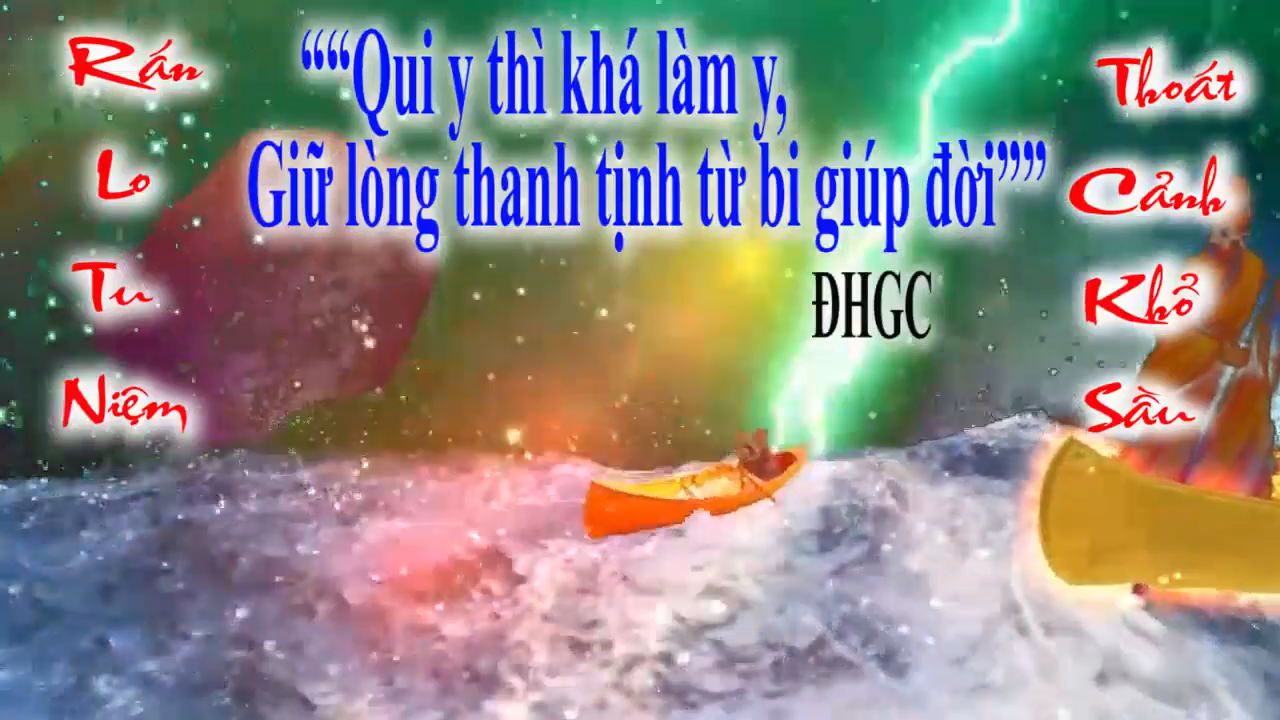 Rán
Lo
Tu
Niệm
““Qui y thì khá làm y,
Giữ lòng thanh tịnh từ bi giúp đời””
ĐHGC
Thoát
Cảnh
Khổ
Sầu